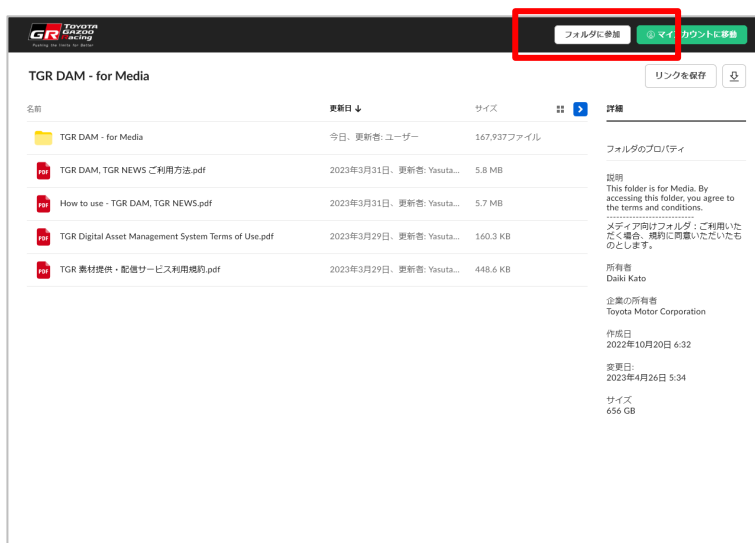 GR TOYOTA
GAZOO
Racing
Pushing the limits for better
フォルダに参加
マイアカウントに移動
TGR DAM - for Media
リンクを保存
名前 更新日 ↓ サイズ
詳細
TGR DAM - for Media 今日、更新者: ユーザー 167,937ファイル
TGR DAM, TGR NEWS ご利用方法.pdf 2023年3月31日、更新者: Yasuta... 5.8 MB
How to use - TGR DAM, TGR NEWS.pdf 2023年3月31日、更新者: Yasuta... 5.7 MB
TGR Digital Asset Management System Terms of Use.pdf 2023年3月29日、更新者: Yasuta... 160.3 KB
TGR 素材提供・配信サービス利用規約.pdf 2023年3月29日、更新者: Yasuta... 448.6 KB
PDF
PDF
PDF
PDF
フォルダのプロパティ
説明
This folder is for Media. By
accessing this folder, you agree to
the terms and conditions.
---------------------------
メディア向けフォルダ：ご利用いた
だく場合、規約に同意いただいたも
のとします。
所有者
Daiki Kato
企業の所有者
Toyota Motor Corporation
作成日
2022年10月20日 6:32
変更日:
2023年4月26日 5:34
サイズ
656 GB